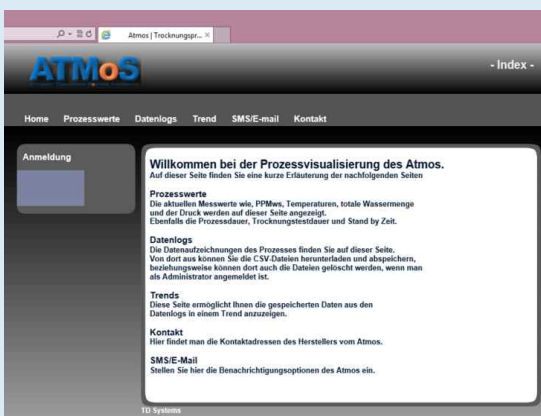 Atmos | Trocknungspr... ×
ATMoS
- Index -
Home Prozesswerte Datenlogs Trend SMS/E-mail Kontakt
Anmeldung
Willkommen bei der Prozessvisualisierung des Atmos.
Auf dieser Seite finden Sie eine kurze Erläuterung der nachfolgenden Seiten
Prozesswerte
Die aktuellen Messwerte wie, PPMws, Temperaturen, totale Wassermenge
und der Druck werden auf dieser Seite angezeigt.
Ebenfalls die Prozessdauer, Trocknungstestdauer und Stand by Zeit.
Datenlogs
Die Datenaufzeichnungen des Prozesses finden Sie auf dieser Seite.
Von dort aus können Sie die CSV-Dateien herunterladen und abspeichern,
beziehungsweise können dort auch die Dateien gelöscht werden, wenn man
als Administrator angemeldet ist.
Trends
Diese Seite ermöglicht Ihnen die gespeicherten Daten aus den
Datenlogs in einem Trend anzuzeigen.
Kontakt
Hier findet man die Kontaktadressen des Herstellers vom Atmos.
SMS/E-Mail
Stellen Sie hier die Benachrichtigungsoptionen des Atmos ein.
TD Systems